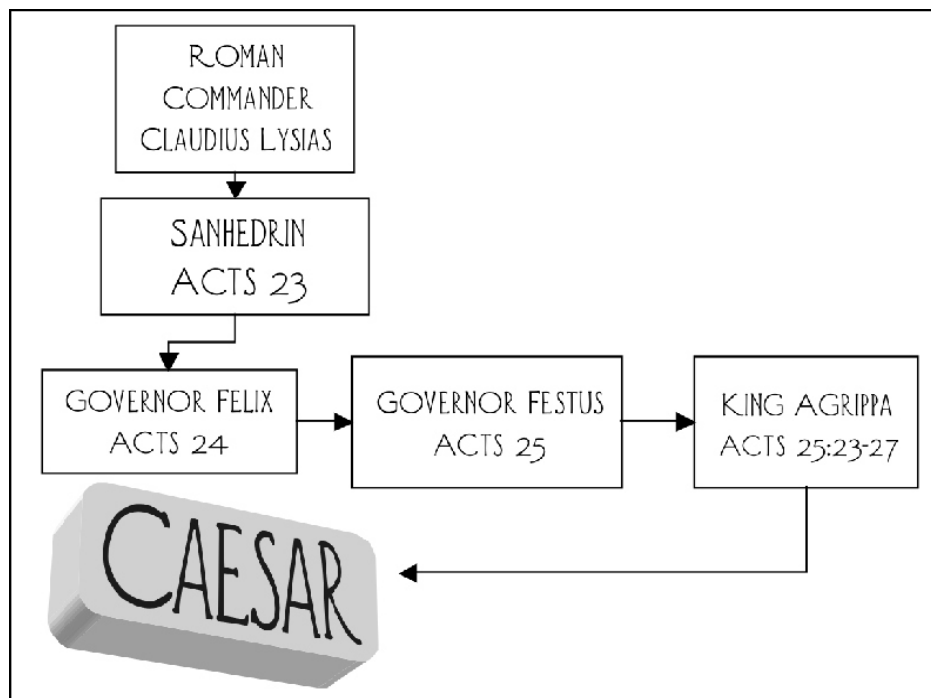 ROMAN
COMMANDER
CLAUDIUS LYSIAS
SANHEDRIN
ACTS 23
GOVERNOR FELIX
ACTS 24
GOVERNOR FESTUS
ACTS 25
KING AGRIPPA
ACTS 25:23-27
CAESAR